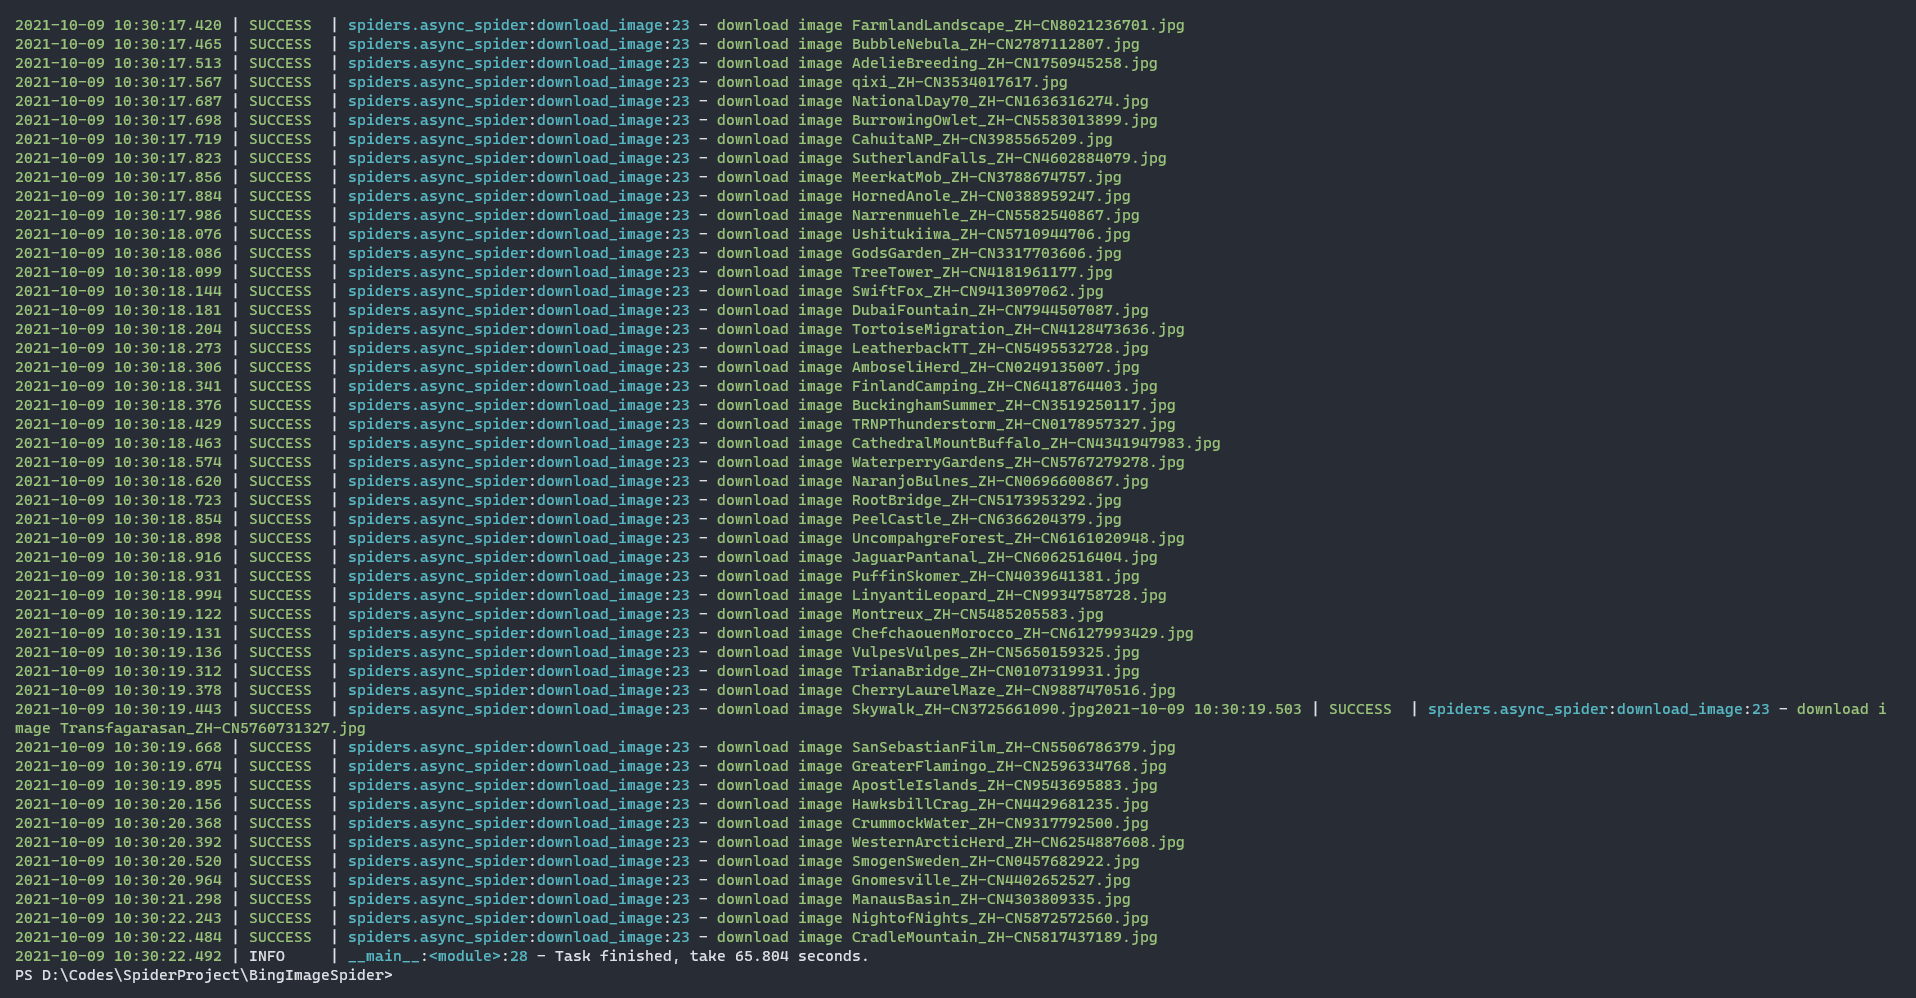 2021-10-09 10:30:17.420 | SUCCESS  | spiders.async_spider:download_image:23 - download image FarmlandLandscape_ZH-CN8021236701.jpg
2021-10-09 10:30:17.465 | SUCCESS  | spiders.async_spider:download_image:23 - download image BubbleNebula_ZH-CN2787112807.jpg
2021-10-09 10:30:17.513 | SUCCESS  | spiders.async_spider:download_image:23 - download image AdelieBreeding_ZH-CN1750945258.jpg
2021-10-09 10:30:17.567 | SUCCESS  | spiders.async_spider:download_image:23 - download image qixi_ZH-CN3534017617.jpg
2021-10-09 10:30:17.687 | SUCCESS  | spiders.async_spider:download_image:23 - download image NationalDay70_ZH-CN1636316274.jpg
2021-10-09 10:30:17.698 | SUCCESS  | spiders.async_spider:download_image:23 - download image BurrowingOwlet_ZH-CN5583013899.jpg
2021-10-09 10:30:17.719 | SUCCESS  | spiders.async_spider:download_image:23 - download image CahuitaNP_ZH-CN3985565209.jpg
2021-10-09 10:30:17.823 | SUCCESS  | spiders.async_spider:download_image:23 - download image SutherlandFalls_ZH-CN4602884079.jpg
2021-10-09 10:30:17.856 | SUCCESS  | spiders.async_spider:download_image:23 - download image MeerkatMob_ZH-CN3788674757.jpg
2021-10-09 10:30:17.884 | SUCCESS  | spiders.async_spider:download_image:23 - download image HornedAnole_ZH-CN0388959247.jpg
2021-10-09 10:30:17.986 | SUCCESS  | spiders.async_spider:download_image:23 - download image Narrenmuehle_ZH-CN5582540867.jpg
2021-10-09 10:30:18.076 | SUCCESS  | spiders.async_spider:download_image:23 - download image Ushitukiiwa_ZH-CN5710944706.jpg
2021-10-09 10:30:18.086 | SUCCESS  | spiders.async_spider:download_image:23 - download image GodsGarden_ZH-CN3317703606.jpg
2021-10-09 10:30:18.099 | SUCCESS  | spiders.async_spider:download_image:23 - download image TreeTower_ZH-CN4181961177.jpg
2021-10-09 10:30:18.144 | SUCCESS  | spiders.async_spider:download_image:23 - download image SwiftFox_ZH-CN9413097062.jpg
2021-10-09 10:30:18.181 | SUCCESS  | spiders.async_spider:download_image:23 - download image DubaiFountain_ZH-CN7944507087.jpg
2021-10-09 10:30:18.204 | SUCCESS  | spiders.async_spider:download_image:23 - download image TortoiseMigration_ZH-CN4128473636.jpg
2021-10-09 10:30:18.273 | SUCCESS  | spiders.async_spider:download_image:23 - download image LeatherbackTT_ZH-CN5495532728.jpg
2021-10-09 10:30:18.306 | SUCCESS  | spiders.async_spider:download_image:23 - download image AmboseliHerd_ZH-CN0249135007.jpg
2021-10-09 10:30:18.341 | SUCCESS  | spiders.async_spider:download_image:23 - download image FinlandCamping_ZH-CN6418764403.jpg
2021-10-09 10:30:18.376 | SUCCESS  | spiders.async_spider:download_image:23 - download image BuckinghamSummer_ZH-CN3519250117.jpg
2021-10-09 10:30:18.429 | SUCCESS  | spiders.async_spider:download_image:23 - download image TRNPThunderstorm_ZH-CN0178957327.jpg
2021-10-09 10:30:18.463 | SUCCESS  | spiders.async_spider:download_image:23 - download image CathedralMountBuffalo_ZH-CN4341947983.jpg
2021-10-09 10:30:18.574 | SUCCESS  | spiders.async_spider:download_image:23 - download image WaterperryGardens_ZH-CN5767279278.jpg
2021-10-09 10:30:18.620 | SUCCESS  | spiders.async_spider:download_image:23 - download image NaranjoBulnes_ZH-CN0696600867.jpg
2021-10-09 10:30:18.723 | SUCCESS  | spiders.async_spider:download_image:23 - download image RootBridge_ZH-CN5173953292.jpg
2021-10-09 10:30:18.854 | SUCCESS  | spiders.async_spider:download_image:23 - download image PeelCastle_ZH-CN6366204379.jpg
2021-10-09 10:30:18.898 | SUCCESS  | spiders.async_spider:download_image:23 - download image UncompahgreForest_ZH-CN6161020948.jpg
2021-10-09 10:30:18.916 | SUCCESS  | spiders.async_spider:download_image:23 - download image JaguarPantanal_ZH-CN6062516404.jpg
2021-10-09 10:30:18.931 | SUCCESS  | spiders.async_spider:download_image:23 - download image PuffinSkomer_ZH-CN4039641381.jpg
2021-10-09 10:30:18.994 | SUCCESS  | spiders.async_spider:download_image:23 - download image LinyantiLeopard_ZH-CN9934758728.jpg
2021-10-09 10:30:19.122 | SUCCESS  | spiders.async_spider:download_image:23 - download image Montreux_ZH-CN5485205583.jpg
2021-10-09 10:30:19.131 | SUCCESS  | spiders.async_spider:download_image:23 - download image ChefchaouenMorocco_ZH-CN6127993429.jpg
2021-10-09 10:30:19.136 | SUCCESS  | spiders.async_spider:download_image:23 - download image VulpesVulpes_ZH-CN5650159325.jpg
2021-10-09 10:30:19.312 | SUCCESS  | spiders.async_spider:download_image:23 - download image TrianaBridge_ZH-CN0107319931.jpg
2021-10-09 10:30:19.378 | SUCCESS  | spiders.async_spider:download_image:23 - download image CherryLaurelMaze_ZH-CN9887470516.jpg
2021-10-09 10:30:19.443 | SUCCESS  | spiders.async_spider:download_image:23 - download image Skywalk_ZH-CN3725661090.jpg2021-10-09 10:30:19.503 | SUCCESS  | spiders.async_spider:download_image:23 - download i
mage Transfagarasan_ZH-CN5760731327.jpg
2021-10-09 10:30:19.668 | SUCCESS  | spiders.async_spider:download_image:23 - download image SanSebastianFilm_ZH-CN5506786379.jpg
2021-10-09 10:30:19.674 | SUCCESS  | spiders.async_spider:download_image:23 - download image GreaterFlamingo_ZH-CN2596334768.jpg
2021-10-09 10:30:19.895 | SUCCESS  | spiders.async_spider:download_image:23 - download image ApostleIslands_ZH-CN9543695883.jpg
2021-10-09 10:30:20.156 | SUCCESS  | spiders.async_spider:download_image:23 - download image HawksbillCrag_ZH-CN4429681235.jpg
2021-10-09 10:30:20.368 | SUCCESS  | spiders.async_spider:download_image:23 - download image CrummockWater_ZH-CN9317792500.jpg
2021-10-09 10:30:20.392 | SUCCESS  | spiders.async_spider:download_image:23 - download image WesternArcticHerd_ZH-CN6254887608.jpg
2021-10-09 10:30:20.520 | SUCCESS  | spiders.async_spider:download_image:23 - download image SmogenSweden_ZH-CN0457682922.jpg
2021-10-09 10:30:20.964 | SUCCESS  | spiders.async_spider:download_image:23 - download image Gnomesville_ZH-CN4402652527.jpg
2021-10-09 10:30:21.298 | SUCCESS  | spiders.async_spider:download_image:23 - download image ManausBasin_ZH-CN4303809335.jpg
2021-10-09 10:30:22.243 | SUCCESS  | spiders.async_spider:download_image:23 - download image NightofNights_ZH-CN5872572560.jpg
2021-10-09 10:30:22.484 | SUCCESS  | spiders.async_spider:download_image:23 - download image CradleMountain_ZH-CN5817437189.jpg
2021-10-09 10:30:22.492 | INFO     | __main__:<module>:28 - Task finished, take 65.804 seconds.
PS D:\Codes\SpiderProject\BingImageSpider>